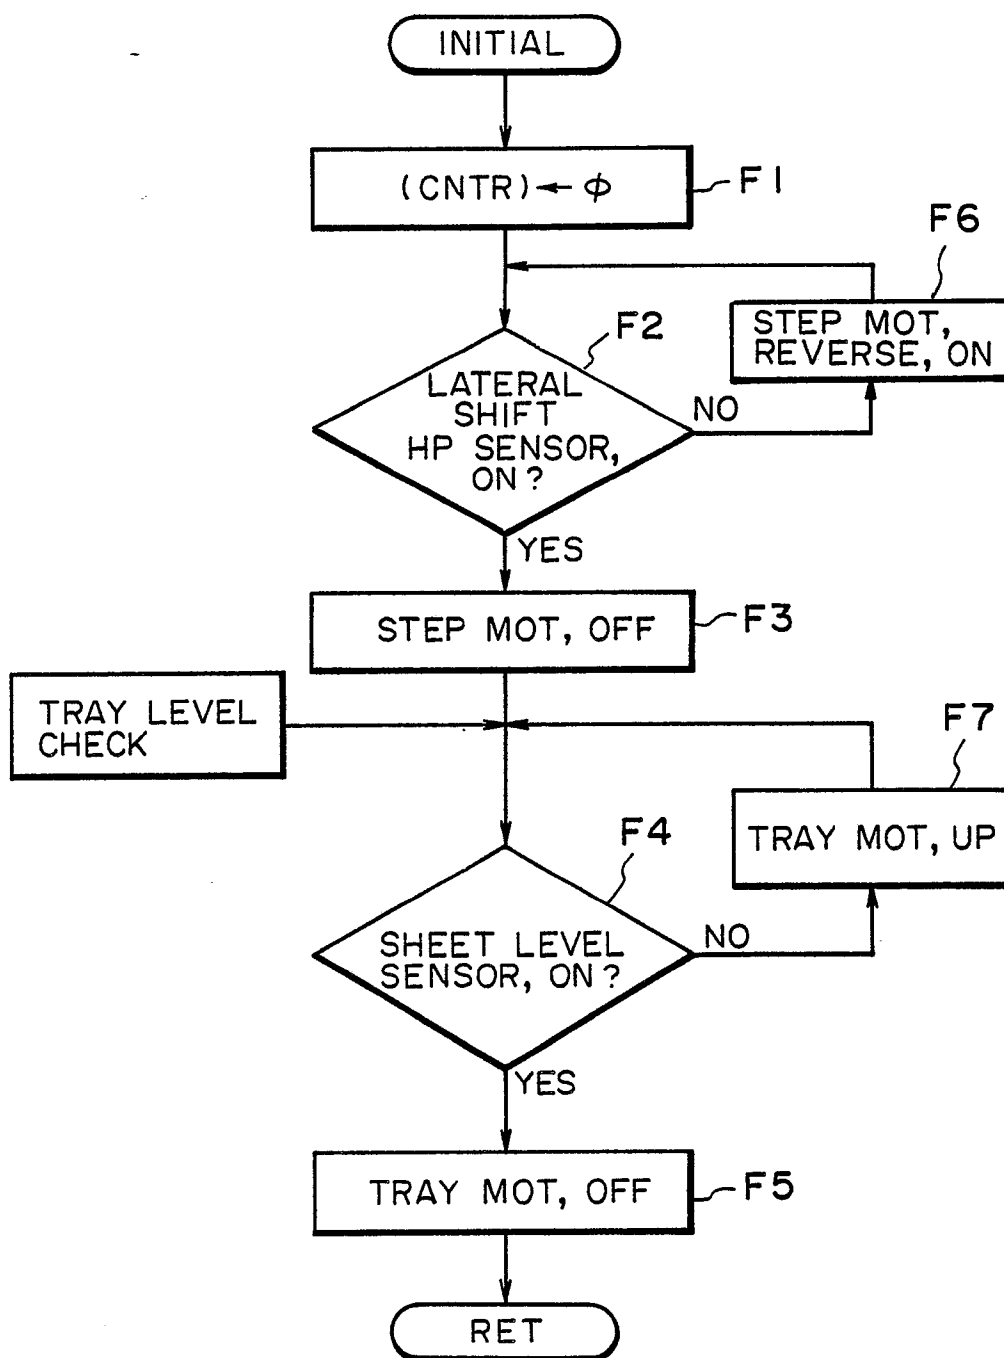 INITIAL
(CNTR)←ϕ
F1
F6
STEP MOT,
REVERSE, ON
F2
LATERAL
SHIFT
HP SENSOR,
ON?
NO
YES
STEP MOT, OFF
F3
TRAY LEVEL
CHECK
F7
TRAY MOT, UP
F4
SHEET LEVEL
SENSOR, ON?
NO
YES
TRAY MOT, OFF
F5
RET